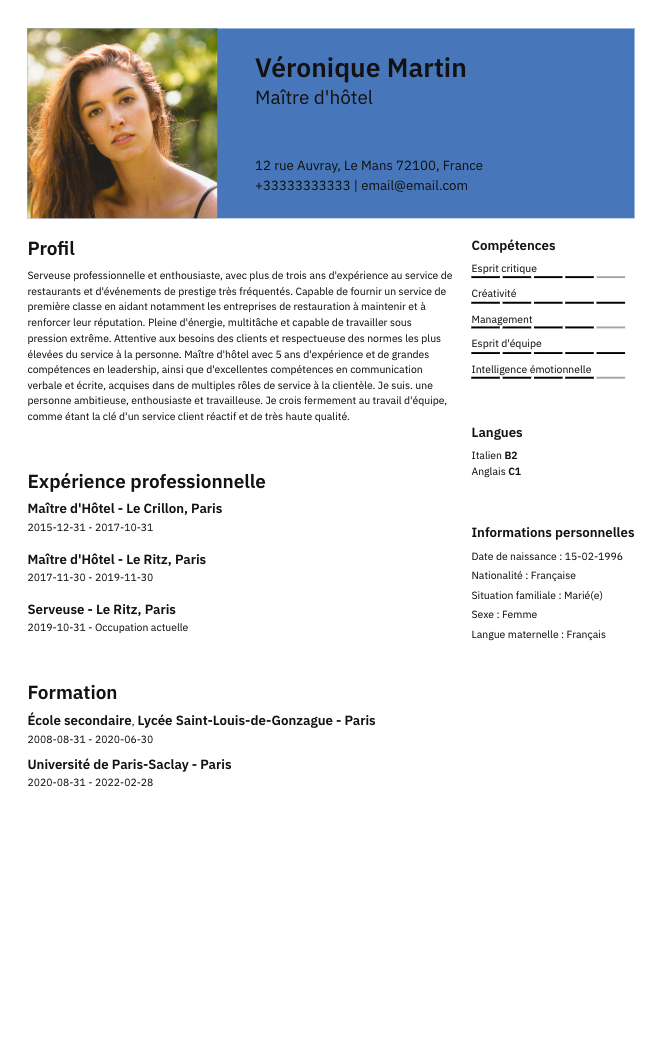 Véronique Martin
Maître d'hôtel
12 rue Auvray, Le Mans 72100, France
+33333333333 | email@email.com
Profil
Serveuse professionnelle et enthousiaste, avec plus de trois ans d'expérience au service de
restaurants et d'événements de prestige très fréquentés. Capable de fournir un service de
première classe en aidant notamment les entreprises de restauration à maintenir et à
renforcer leur réputation. Pleine d'énergie, multitâche et capable de travailler sous
pression extrême. Attentive aux besoins des clients et respectueuse des normes les plus
élevées du service à la personne. Maître d'hôtel avec 5 ans d'expérience et de grandes
compétences en leadership, ainsi que d'excellentes compétences en communication
verbale et écrite, acquises dans de multiples rôles de service à la clientèle. Je suis. une
personne ambitieuse, enthousiaste et travailleuse. Je crois fermement au travail d'équipe,
comme étant la clé d'un service client réactif et de très haute qualité.
Expérience professionnelle
Maître d'Hôtel - Le Crillon, Paris
2015-12-31 - 2017-10-31
Maître d'Hôtel - Le Ritz, Paris
2017-11-30 - 2019-11-30
Serveuse - Le Ritz, Paris
2019-10-31 - Occupation actuelle
Formation
École secondaire, Lycée Saint-Louis-de-Gonzague - Paris
2008-08-31 - 2020-06-30
Université de Paris-Saclay - Paris
2020-08-31 - 2022-02-28
Compétences
Esprit critique
Créativité
Management
Esprit d'équipe
Intelligence émotionnelle
Langues
Italien B2
Anglais C1
Informations personnelles
Date de naissance : 15-02-1996
Nationalité : Française
Situation familiale : Marié(e)
Sexe : Femme
Langue maternelle : Français